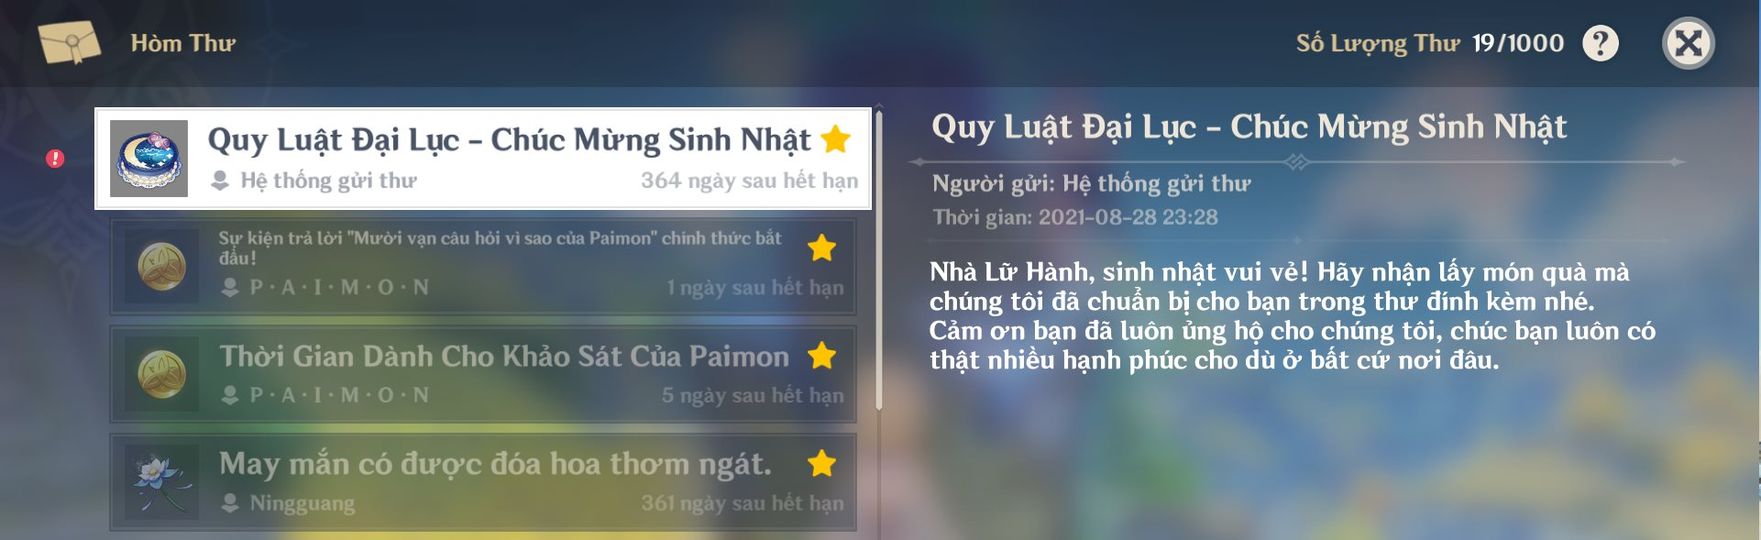 Hòm Thư
Số Lượng Thư 19/1000
?
!
Quy Luật Đại Lục - Chúc Mừng Sinh Nhật
Hệ thống gửi thư
364 ngày sau hết hạn
Sự kiện trả lời "Mười vạn câu hỏi vì sao của Paimon" chính thức bắt
đầu!
P·A·I·M·O·N
1 ngày sau hết hạn
Thời Gian Dành Cho Khảo Sát Của Paimon
P·A·I·M·O·N
5 ngày sau hết hạn
May mắn có được đóa hoa thơm ngát.
Ningguang
361 ngày sau hết hạn
Quy Luật Đại Lục - Chúc Mừng Sinh Nhật
Người gửi: Hệ thống gửi thư
Thời gian: 2021-08-28 23:28
Nhà Lữ Hành, sinh nhật vui vẻ! Hãy nhận lấy món quà mà
chúng tôi đã chuẩn bị cho bạn trong thư đính kèm nhé.
Cảm ơn bạn đã luôn ủng hộ cho chúng tôi, chúc bạn luôn có
thật nhiều hạnh phúc cho dù ở bất cứ nơi đâu.